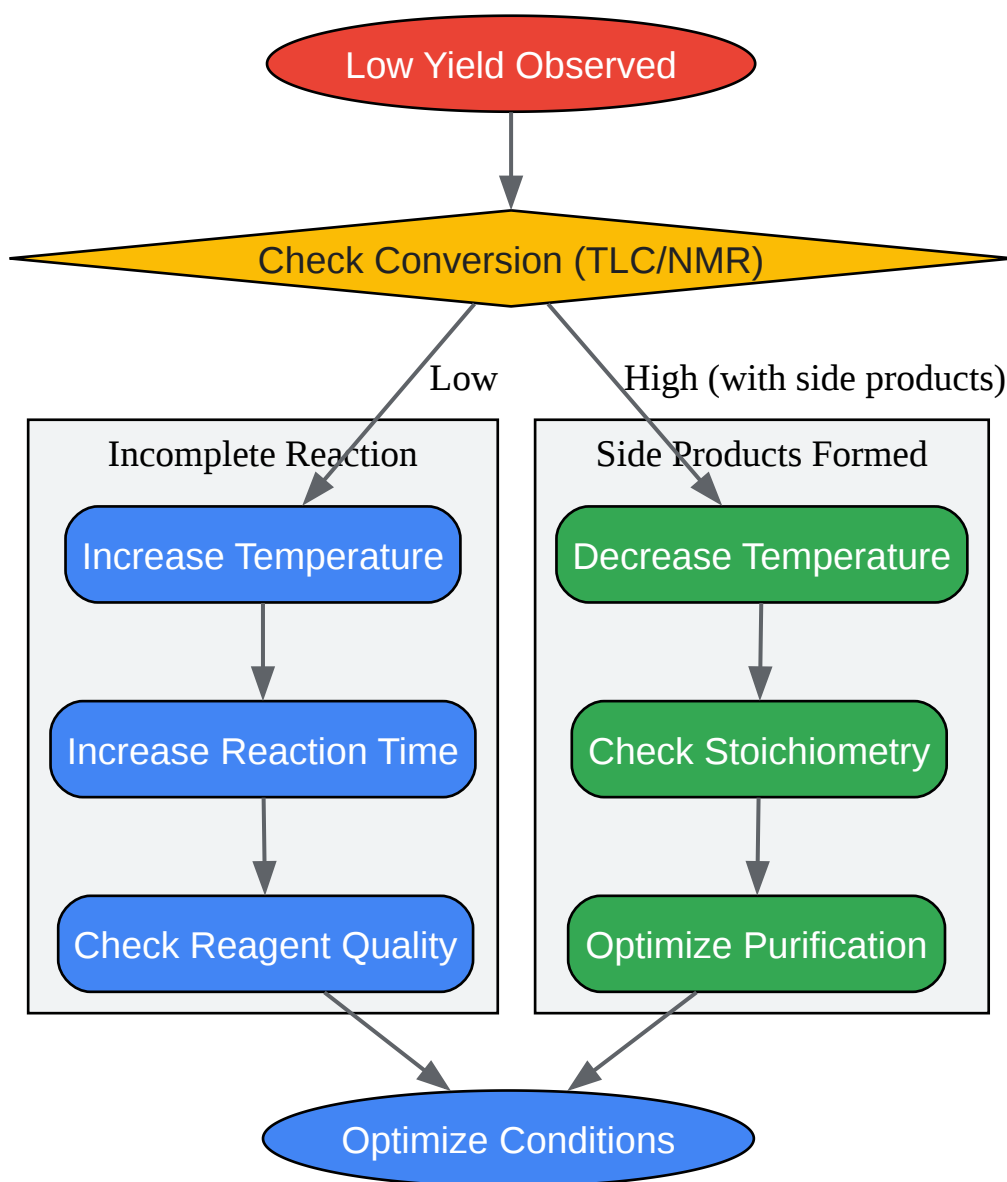 Low Yield Observed
Check Conversion (TLC/NMR)
Low
High (with side products)
Incomplete Reaction
Increase Temperature
Increase Reaction Time
Check Reagent Quality
Side Products Formed
Decrease Temperature
Check Stoichiometry
Optimize Purification
Optimize Conditions